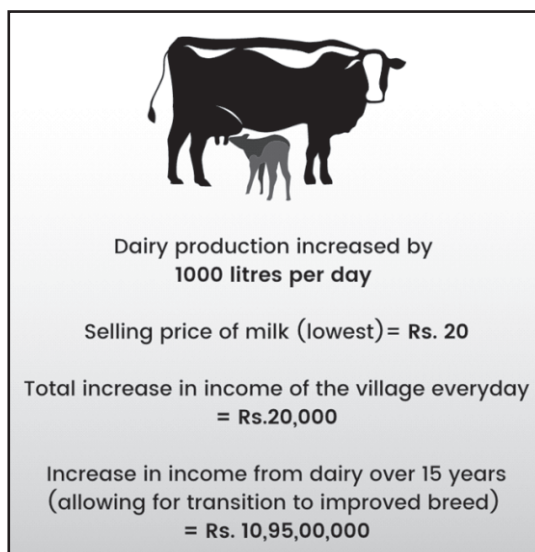 Dairy production increased by
1000 litres per day
Selling price of milk (lowest)= Rs. 20
Total increase in income of the village everyday
= Rs.20,000
Increase in income from dairy over 15 years
(allowing for transition to improved breed)
= Rs. 10,95,00,000